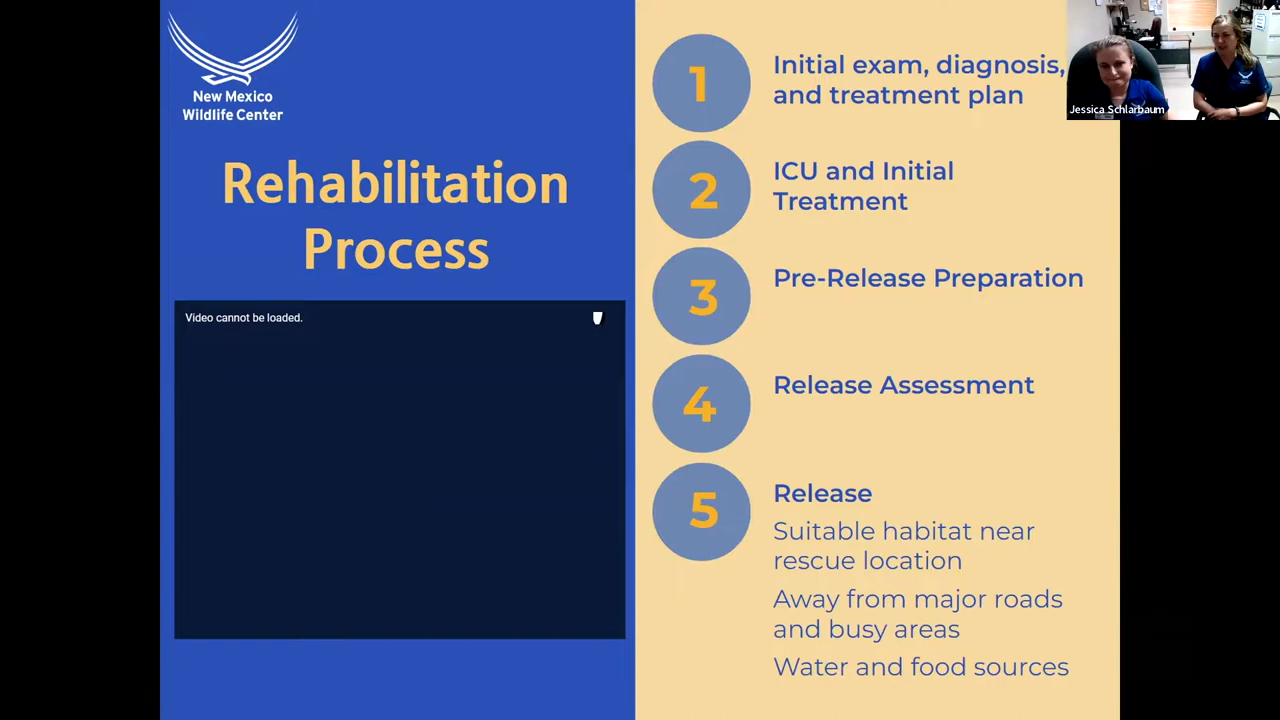 New Mexico
Wildlife Center
Rehabilitation
Process
Video cannot be loaded.
1
Initial exam, diagnosis,
and treatment plan
2
ICU and Initial
Treatment
3
Pre-Release Preparation
4
Release Assessment
5
Release
Suitable habitat near
rescue location
Away from major roads
and busy areas
Water and food sources
Jessica Schlarbaum